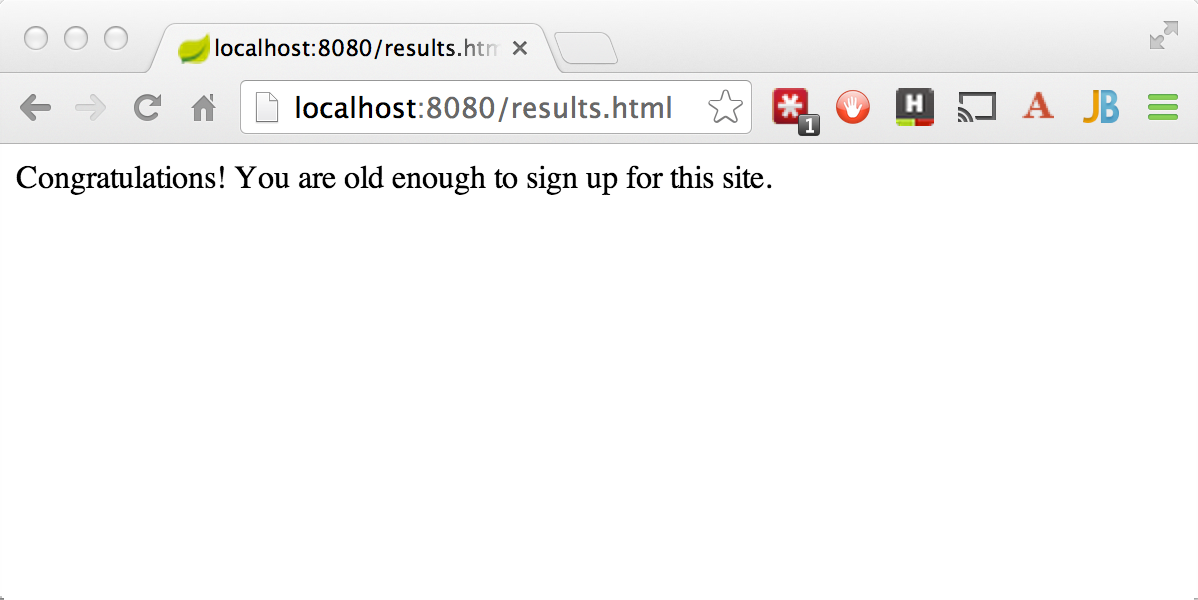 localhost:8080/results.htm
localhost:8080/results.html
1
H
A
JB
Congratulations! You are old enough to sign up for this site.